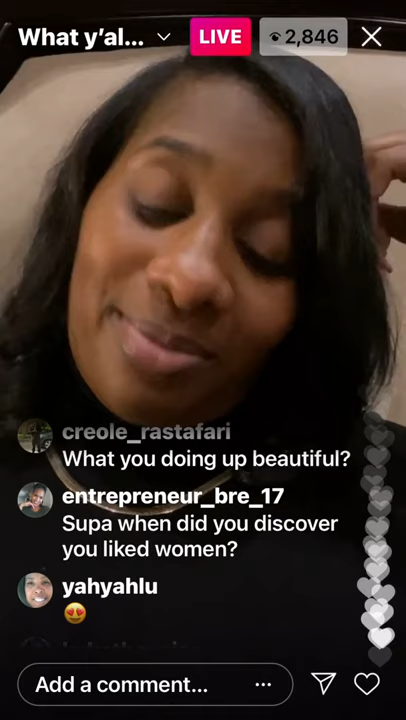 What y'al...
LIVE
2,846
creole_rastafari
What you doing up beautiful?
entrepreneur_bre_17
Supa when did you discover
you liked women?
yahyahlu
😍
Add a comment...